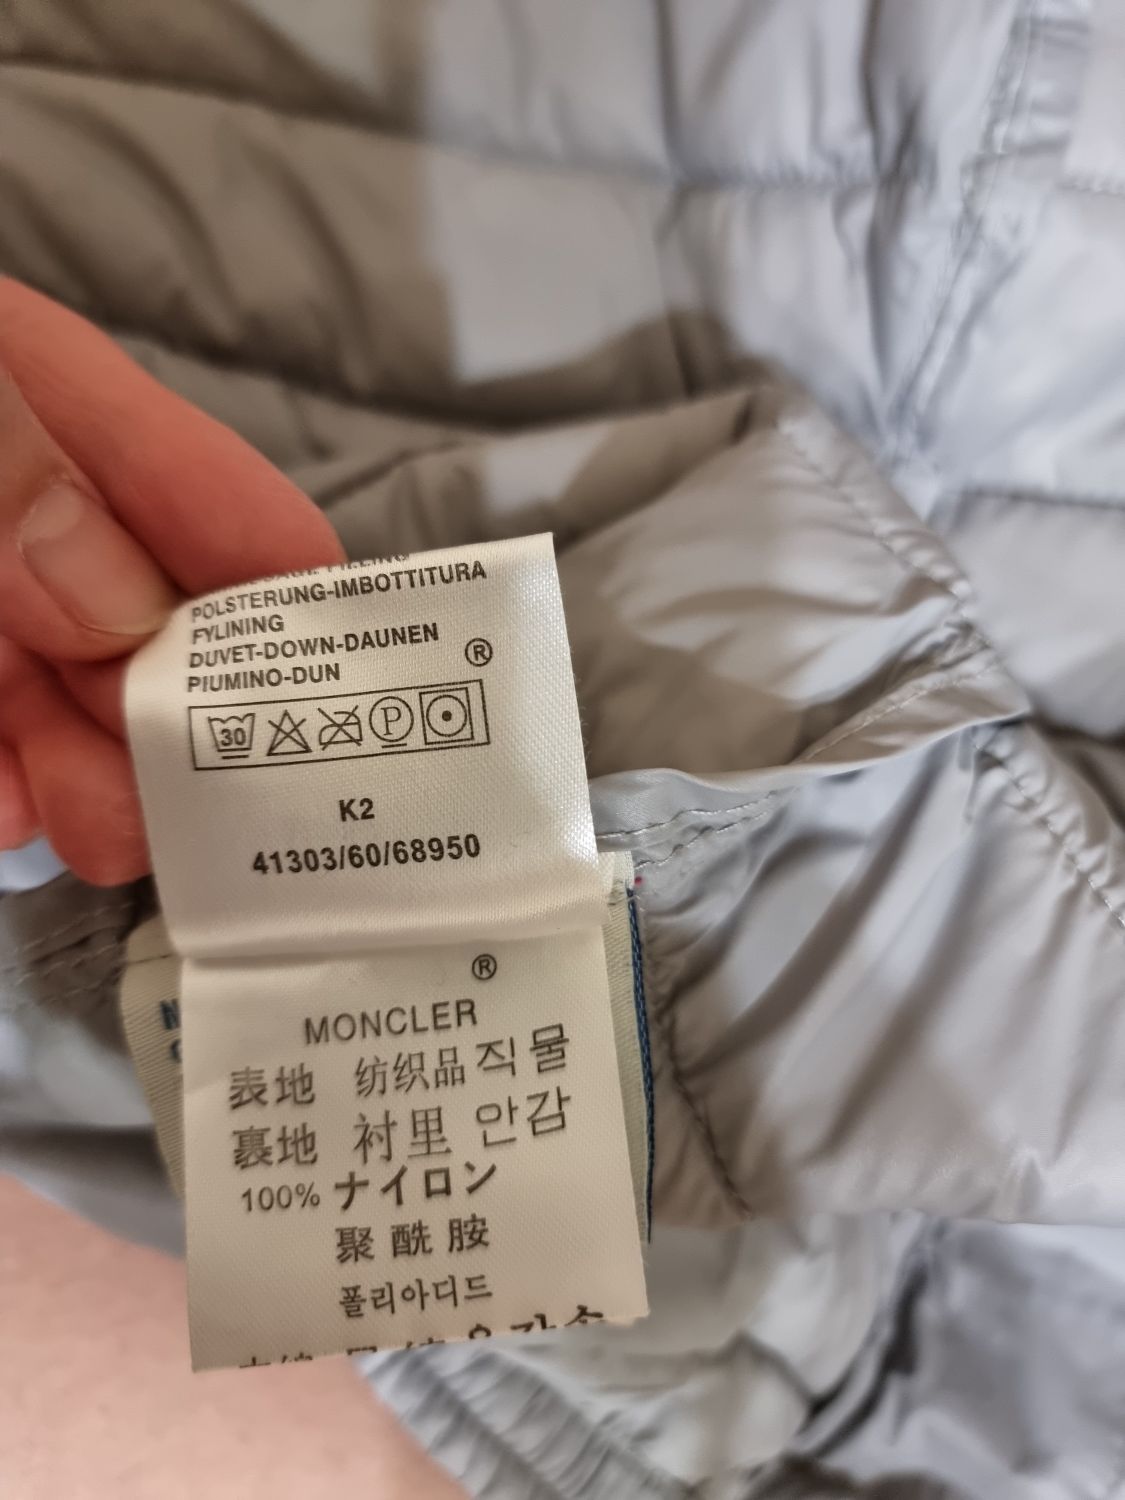 POLSTERUNG-IMBOTTITURA
FYLINING
DUVET-DOWN-DAUNEN
PIUMINO-DUN ®
30 P
K2
41303/60/68950
®
MONCLER
表地 纺织品 직물
裏地 衬里 안감
100% ナイロン
聚酰胺
폴리아디드